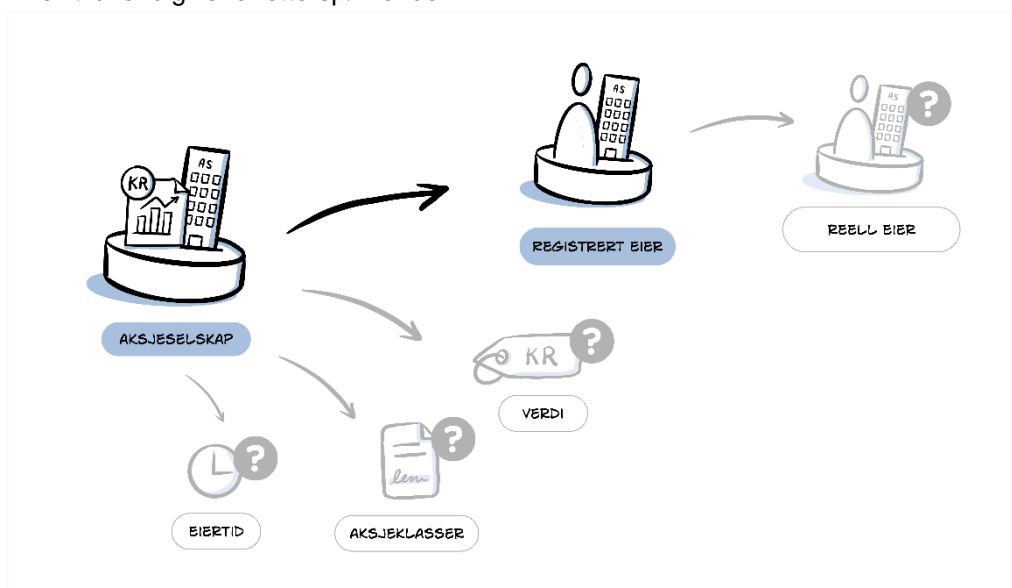 AS
KR
AKSJESELSKAP
AS
REGISTRERT EIER
AS
?
REELL EIER
KR
?
VERDI
?
EIERTID
?
AKSJEKLASSER